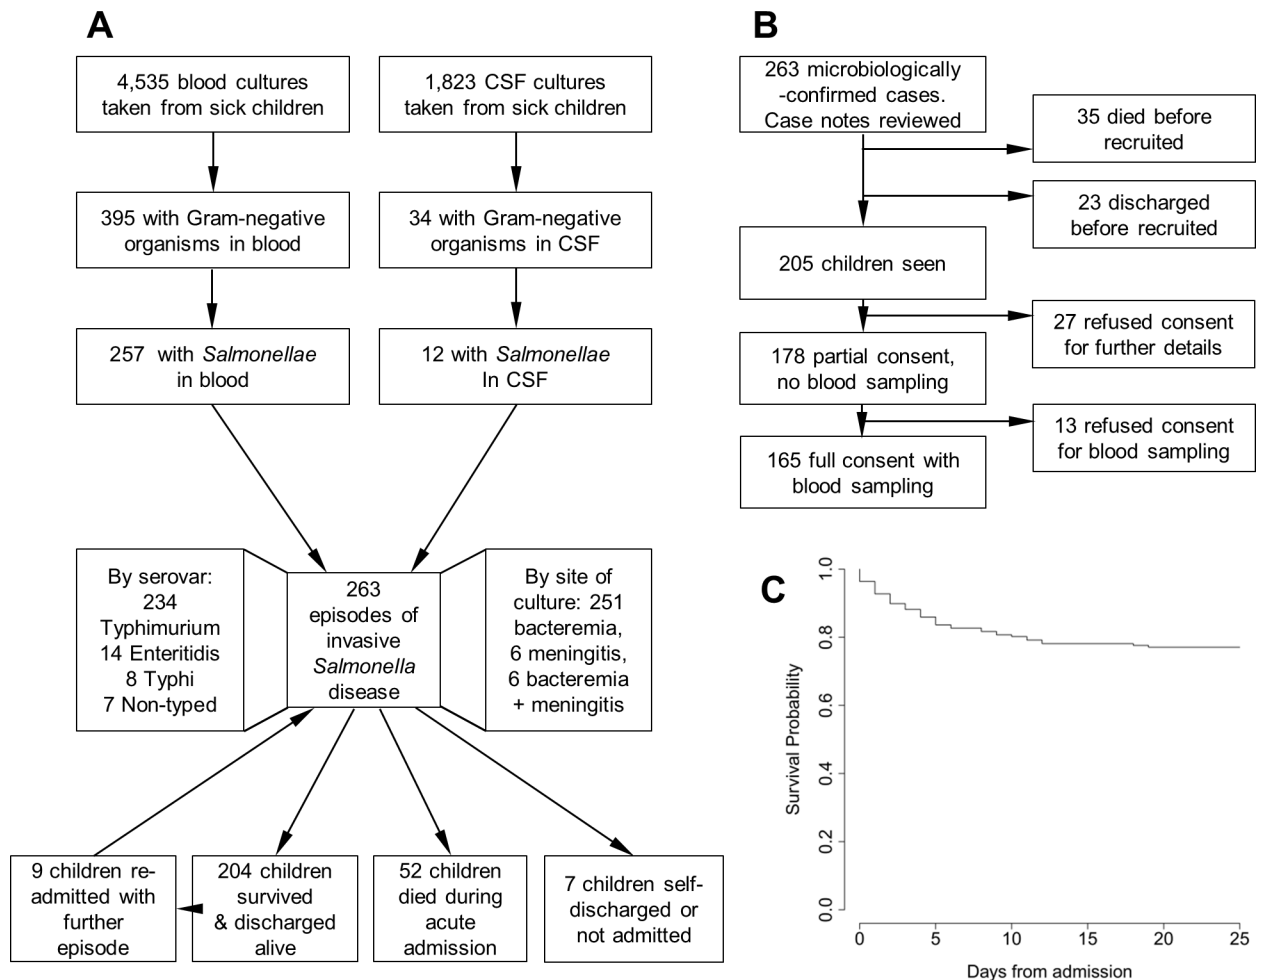 A
4,535 blood cultures
taken from sick children
1,823 CSF cultures
taken from sick children
395 with Gram-negative
organisms in blood
34 with Gram-negative
organisms in CSF
257 with Salmonellae
in blood
12 with Salmonellae
In CSF
By serovar:
234
Typhimurium
14 Enteritidis
8 Typhi
7 Non-typed
263
episodes of
invasive
Salmonella
disease
By site of
culture: 251
bacteremia,
6 meningitis,
6 bacteremia
+ meningitis
9 children re-
admitted with
further
episode
204 children
survived
& discharged
alive
52 children
died during
acute
admission
7 children self-
discharged or
not admitted
B
263 microbiologically
-confirmed cases.
Case notes reviewed
35 died before
recruited
23 discharged
before recruited
205 children seen
27 refused consent
for further details
178 partial consent,
no blood sampling
13 refused consent
for blood sampling
165 full consent with
blood sampling
C
Survival Probability
1.0
0.8
0.6
0.4
0.2
0.0
0 5 10 15 20 25
Days from admission